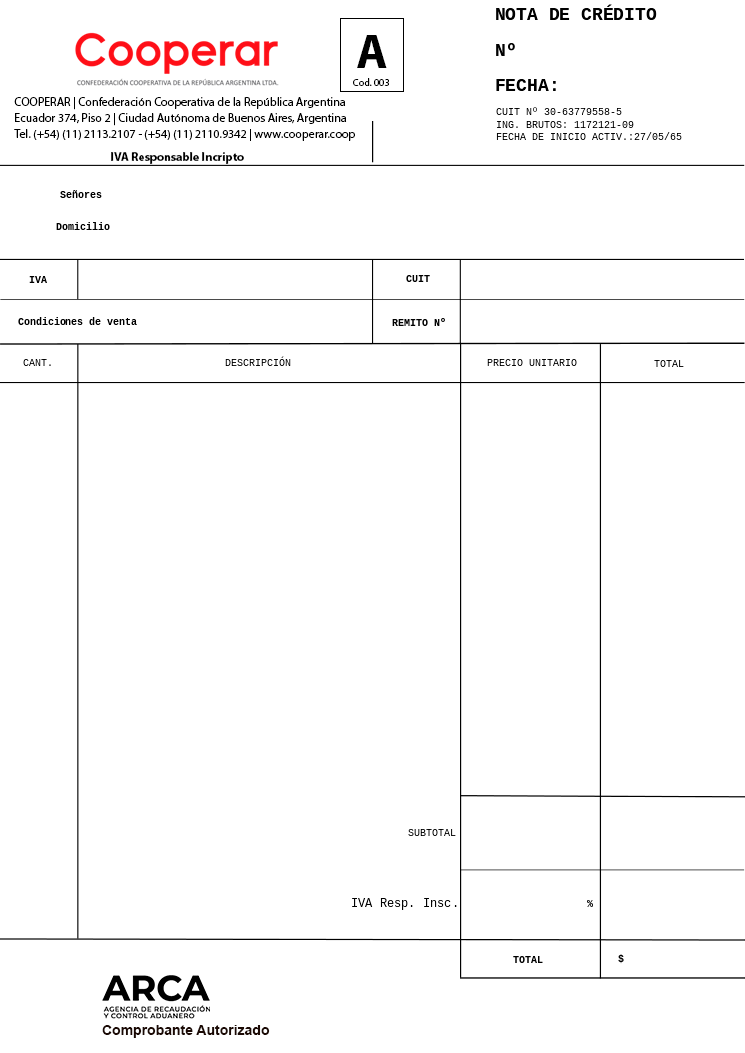 Cooperar
CONFEDERACIÓN COOPERATIVA DE LA REPÚBLICA ARGENTINA LTDA.
COOPERAR | Confederación Cooperativa de la República Argentina
Ecuador 374, Piso 2 | Ciudad Autónoma de Buenos Aires, Argentina
Tel. (+54) (11) 2113.2107 - (+54) (11) 2110.9342 | www.cooperar.coop
IVA Responsable Incripto
A
Cod. 003
NOTA DE CRÉDITO
Nº
FECHA:
CUIT Nº 30-63779558-5
ING. BRUTOS: 1172121-09
FECHA DE INICIO ACTIV.:27/05/65
Señores
Domicilio
IVA CUIT
Condiciones de venta REMITO Nº
CANT. DESCRIPCIÓN PRECIO UNITARIO TOTAL
SUBTOTAL
IVA Resp. Insc. %
TOTAL $
ARCA
AGENCIA DE RECAUDACIÓN
Y CONTROL ADUANERO
Comprobante Autorizado